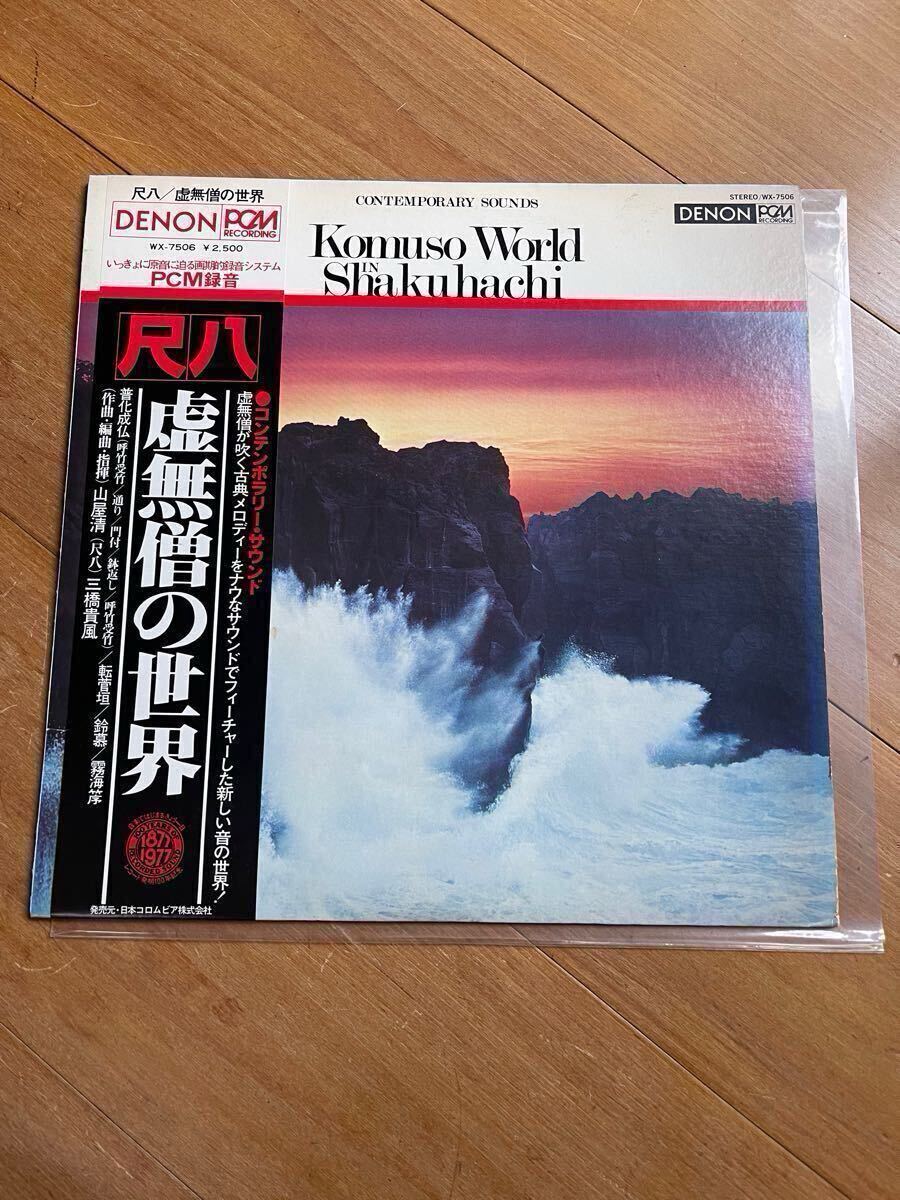 尺八／虚無僧の世界
DENON PCM RECORDING
WX-7506 ¥2,500
いっきょに原音に迫る画期的録音システム
PCM録音
尺八
●コンテンポラリー・サウンド
虚無僧が吹く古典メロディーをナウなサウンドでフィーチャーした新しい音の世界！
虚無僧の世界
普化成仏（呼竹受竹／通り／門付／鉢返し／呼竹受竹）／転菅垣／鈴慕／霧海箎
（作曲・編曲・指揮）山屋清（尺八）三橋貴風
100 YEARS OF
1877
1977
RECORDED SOUND
発売元・日本コロムビア株式会社
CONTEMPORARY SOUNDS
Komuso World
IN
Shakuhachi
STEREO/WX-7506
DENON PCM RECORDING